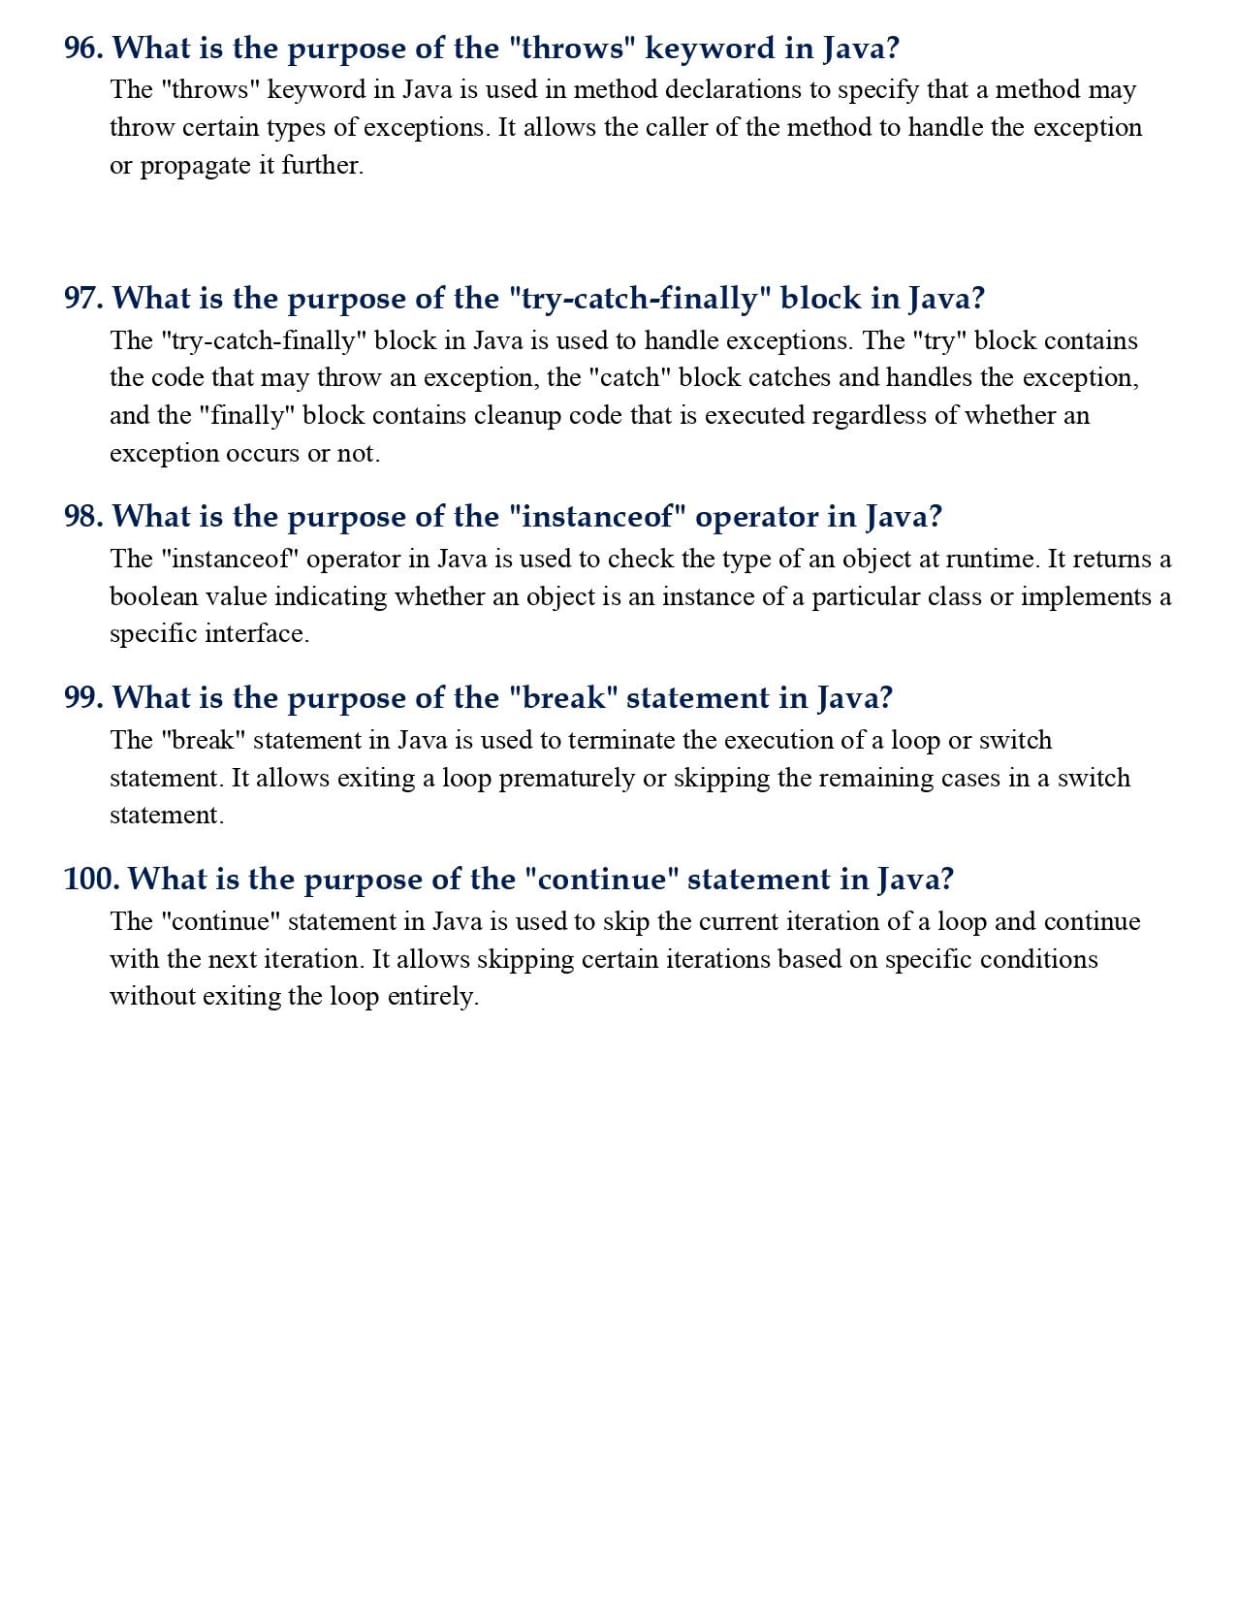 96. What is the purpose of the "throws" keyword in Java?
The "throws" keyword in Java is used in method declarations to specify that a method may
throw certain types of exceptions. It allows the caller of the method to handle the exception
or propagate it further.
97. What is the purpose of the "try-catch-finally" block in Java?
The "try-catch-finally" block in Java is used to handle exceptions. The "try" block contains
the code that may throw an exception, the "catch" block catches and handles the exception,
and the "finally" block contains cleanup code that is executed regardless of whether an
exception occurs or not.
98. What is the purpose of the "instanceof" operator in Java?
The "instanceof" operator in Java is used to check the type of an object at runtime. It returns a
boolean value indicating whether an object is an instance of a particular class or implements a
specific interface.
99. What is the purpose of the "break" statement in Java?
The "break" statement in Java is used to terminate the execution of a loop or switch
statement. It allows exiting a loop prematurely or skipping the remaining cases in a switch
statement.
100. What is the purpose of the "continue" statement in Java?
The "continue" statement in Java is used to skip the current iteration of a loop and continue
with the next iteration. It allows skipping certain iterations based on specific conditions
without exiting the loop entirely.